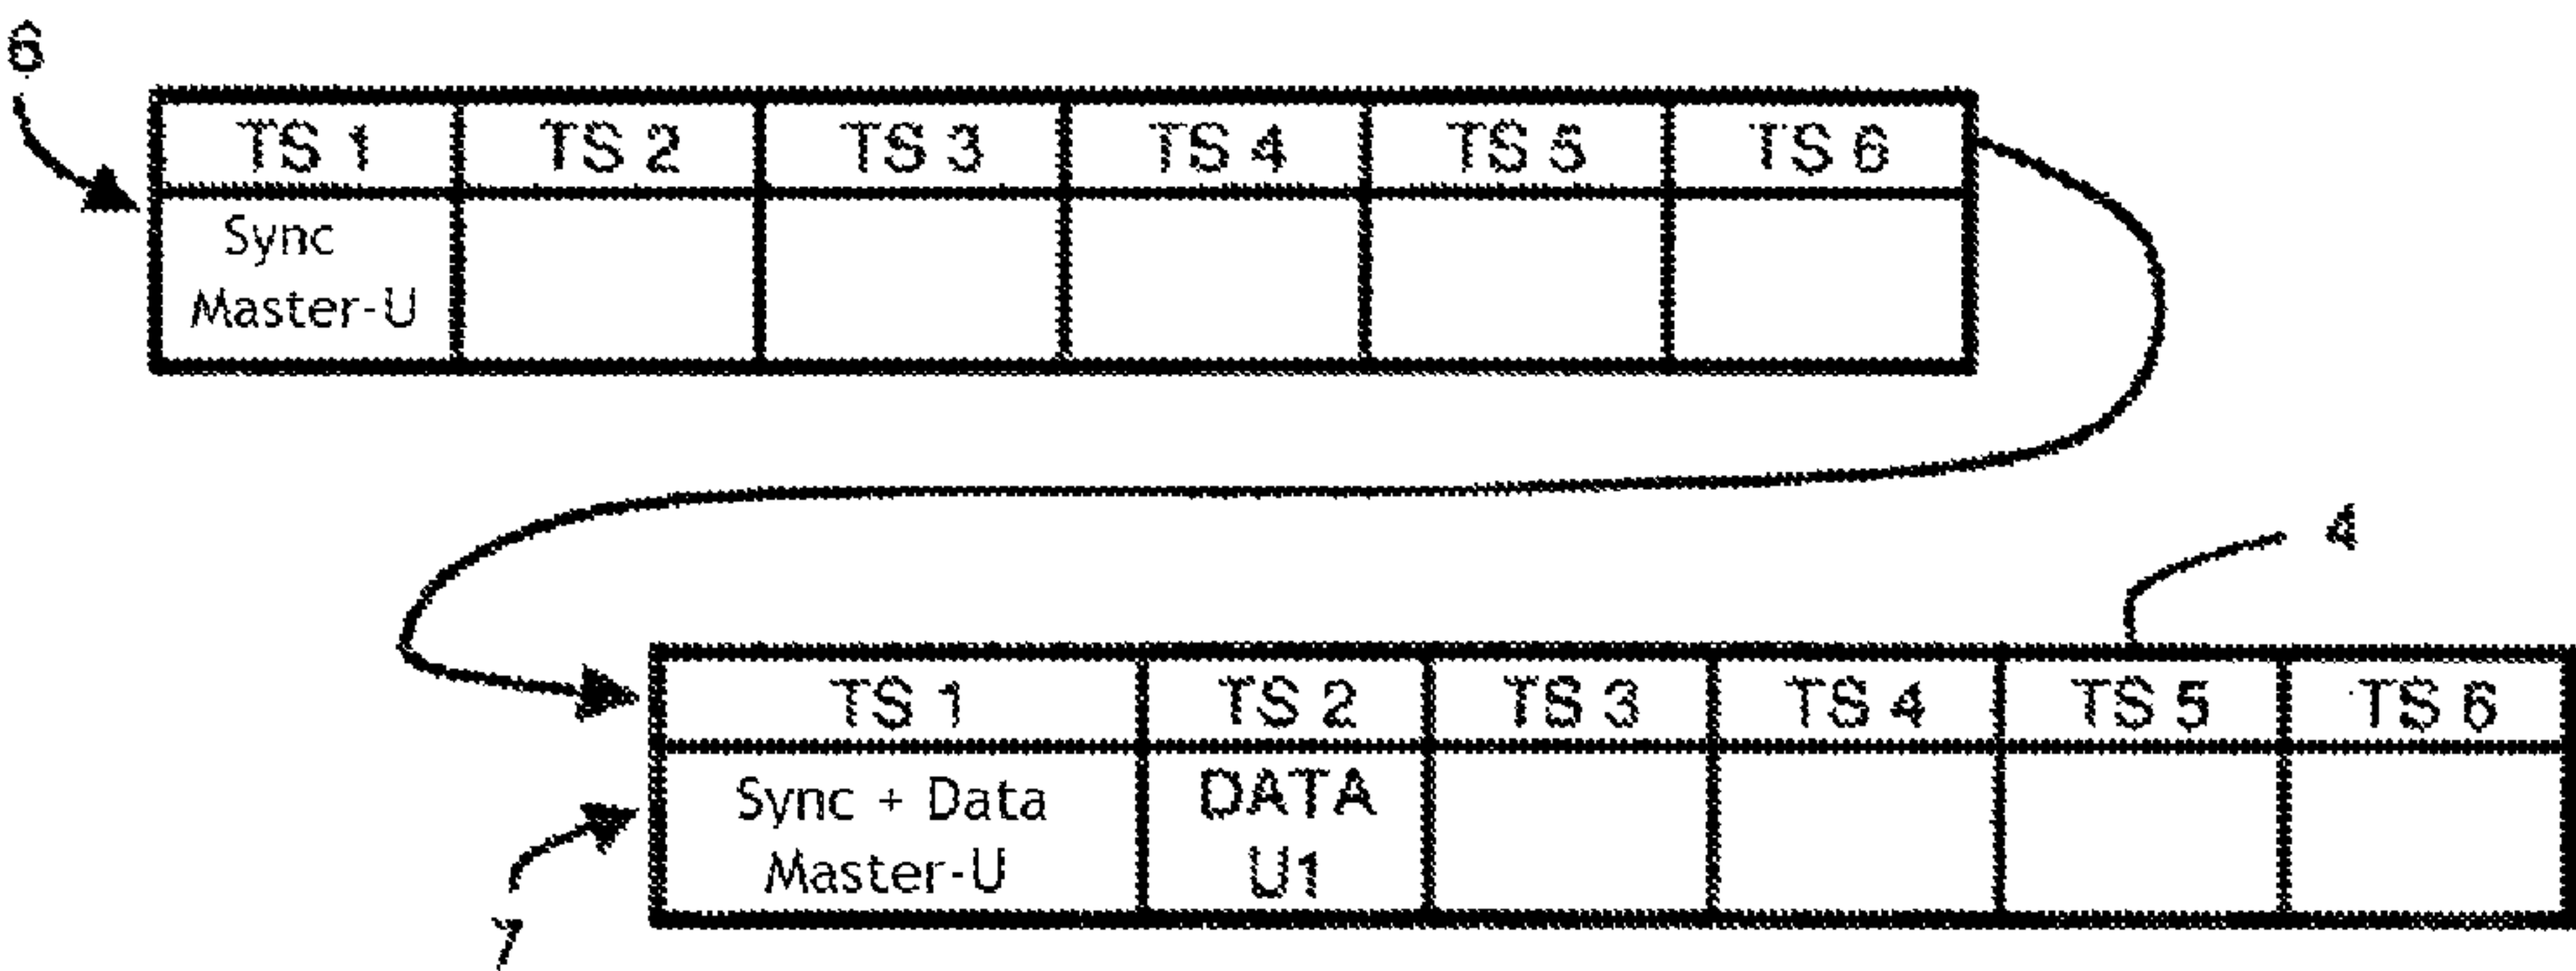 6
TS 1 TS 2 TS 3 TS 4 TS 5 TS 6
Sync
Master-U
4
TS 1 TS 2 TS 3 TS 4 TS 5 TS 6
Sync + Data DATA
Master-U U1
7